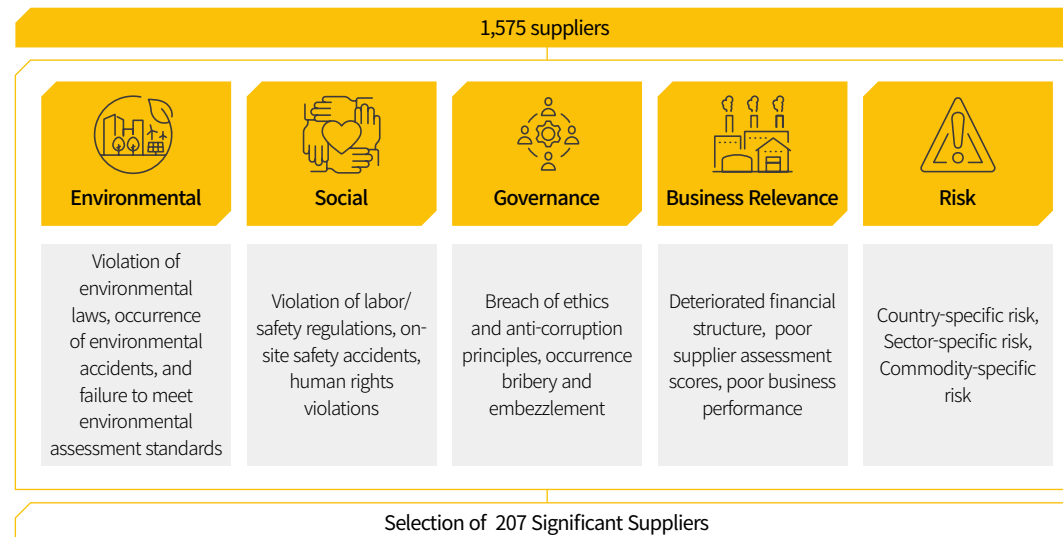 1,575 suppliers
Environmental
Violation of
environmental
laws, occurrence
of environmental
accidents, and
failure to meet
environmental
assessment standards
Social
Violation of labor/
safety regulations, on-
site safety accidents,
human rights
violations
Governance
Breach of ethics
and anti-corruption
principles, occurrence
bribery and
embezzlement
Business Relevance
Deteriorated financial
structure, poor
supplier assessment
scores, poor business
performance
Risk
Country-specific risk,
Sector-specific risk,
Commodity-specific
risk
Selection of 207 Significant Suppliers